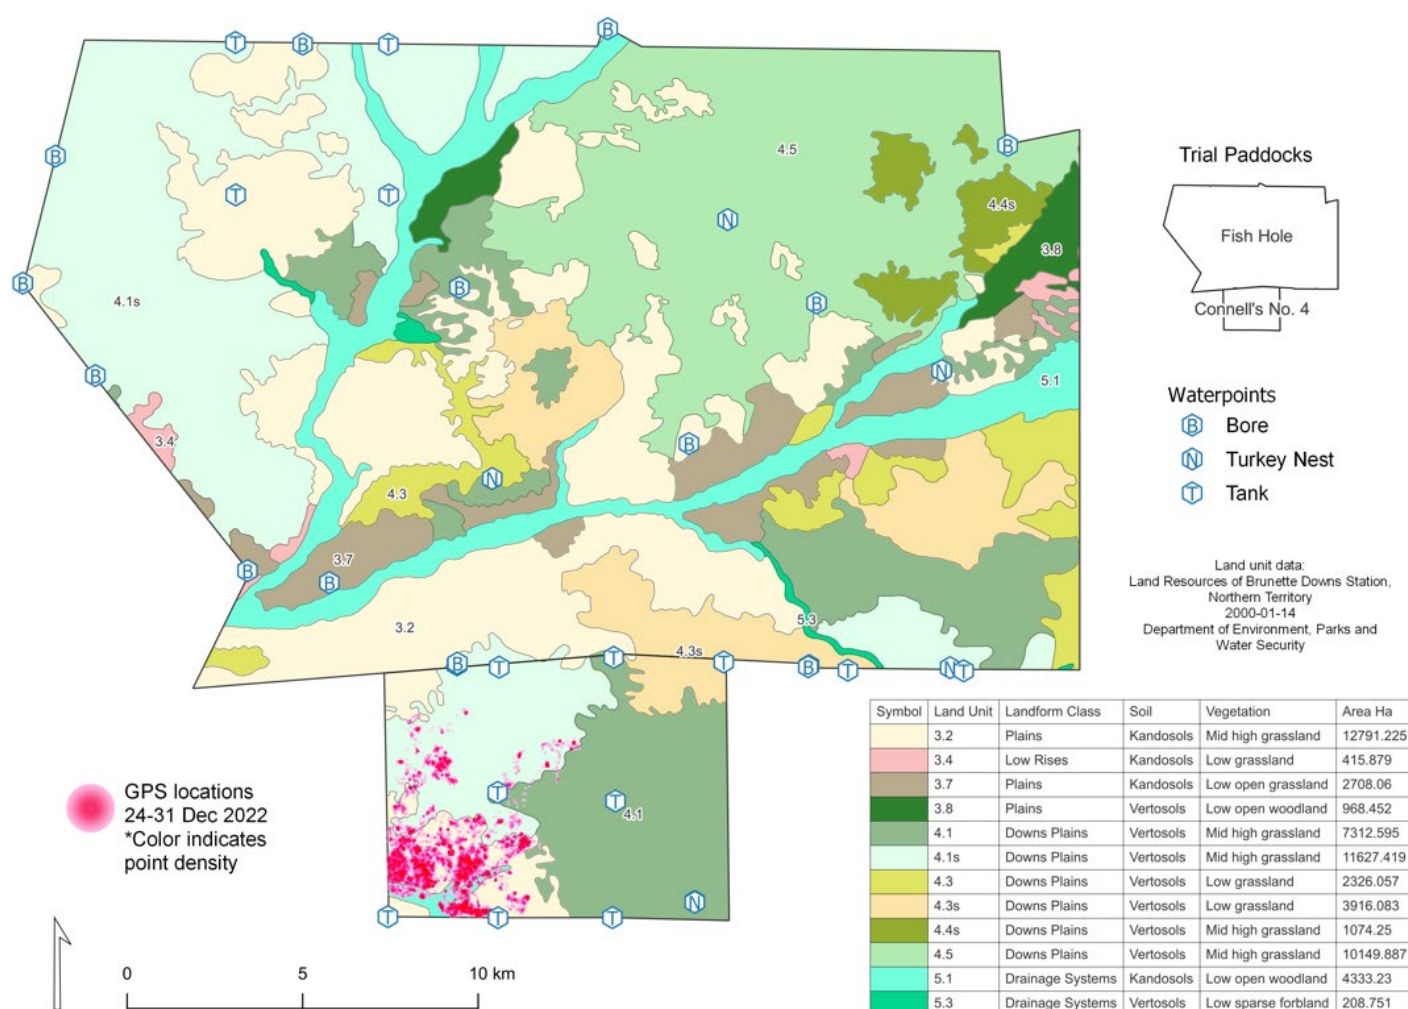 T
B
T
B
B
B
T
T
N
B
B
B
B
N
B
B
N
B
B
4.5
4.4s
3.8
4.1s
5.1
3.4
4.3
3.7
3.2
5.3
4.3s
B
T
T
T
B
T
N
T
T
T
4.1
N
T
T
T
Trial Paddocks
Fish Hole
Connell's No. 4
Waterpoints
B Bore
N Turkey Nest
T Tank
Land unit data:
Land Resources of Brunette Downs Station,
Northern Territory
2000-01-14
Department of Environment, Parks and
Water Security
GPS locations
24-31 Dec 2022
*Color indicates
point density
0 5 10 km
Symbol Land Unit Landform Class Soil Vegetation Area Ha
3.2 Plains Kandosols Mid high grassland 12791.225
3.4 Low Rises Kandosols Low grassland 415.879
3.7 Plains Kandosols Low open grassland 2708.06
3.8 Plains Vertosols Low open woodland 968.452
4.1 Downs Plains Vertosols Mid high grassland 7312.595
4.1s Downs Plains Vertosols Mid high grassland 11627.419
4.3 Downs Plains Vertosols Low grassland 2326.057
4.3s Downs Plains Vertosols Low grassland 3916.083
4.4s Downs Plains Vertosols Mid high grassland 1074.25
4.5 Downs Plains Vertosols Mid high grassland 10149.887
5.1 Drainage Systems Kandosols Low open woodland 4333.23
5.3 Drainage Systems Vertosols Low sparse forbland 208.751